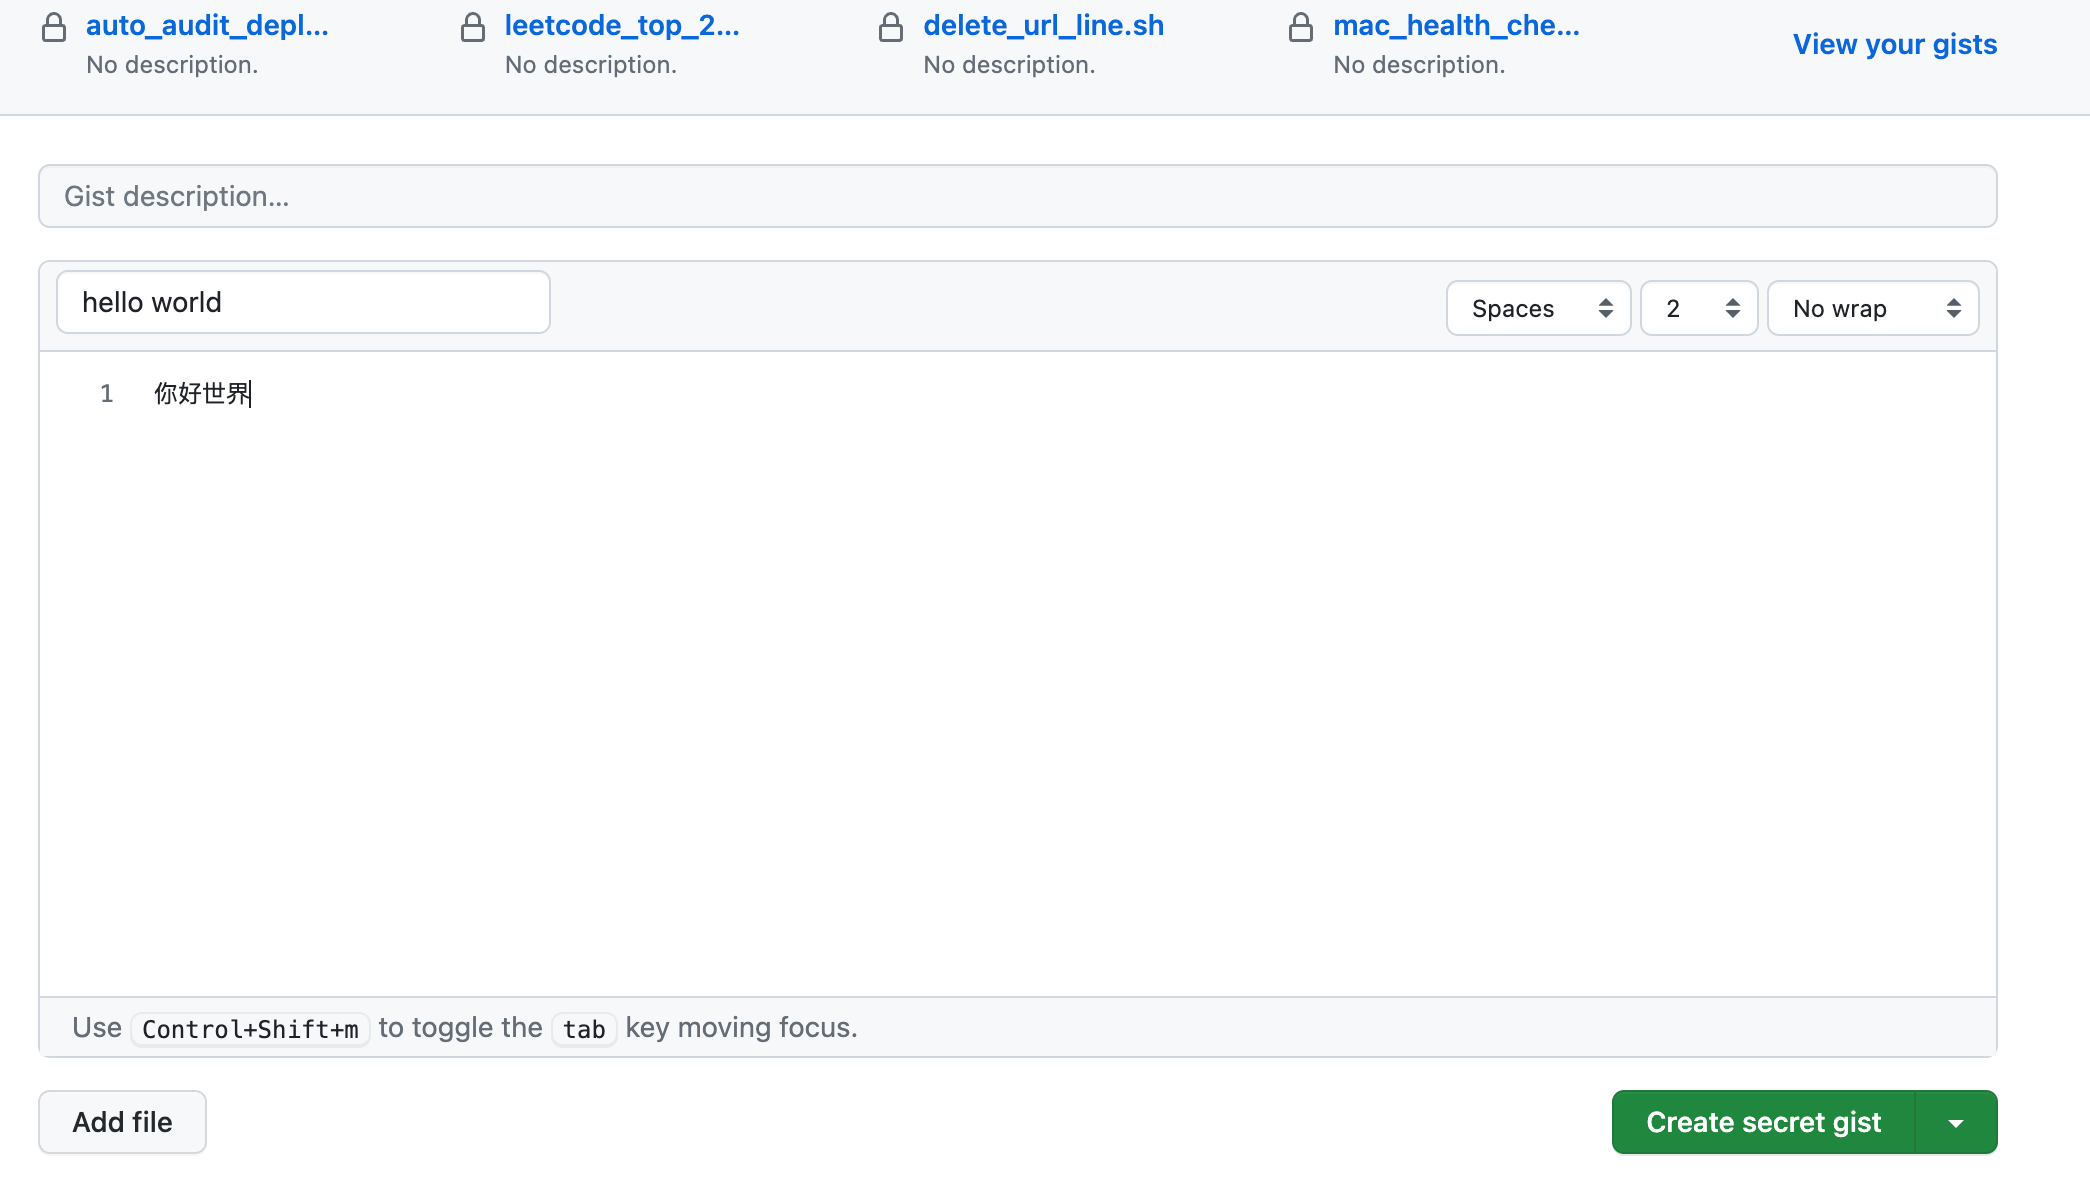 auto_audit_depl... leetcode_top_2... delete_url_line.sh mac_health_che... View your gists
No description. No description. No description. No description.
Gist description...
hello world Spaces 2 No wrap
1 你好世界
Use Control+Shift+m to toggle the tab key moving focus.
Add file Create secret gist